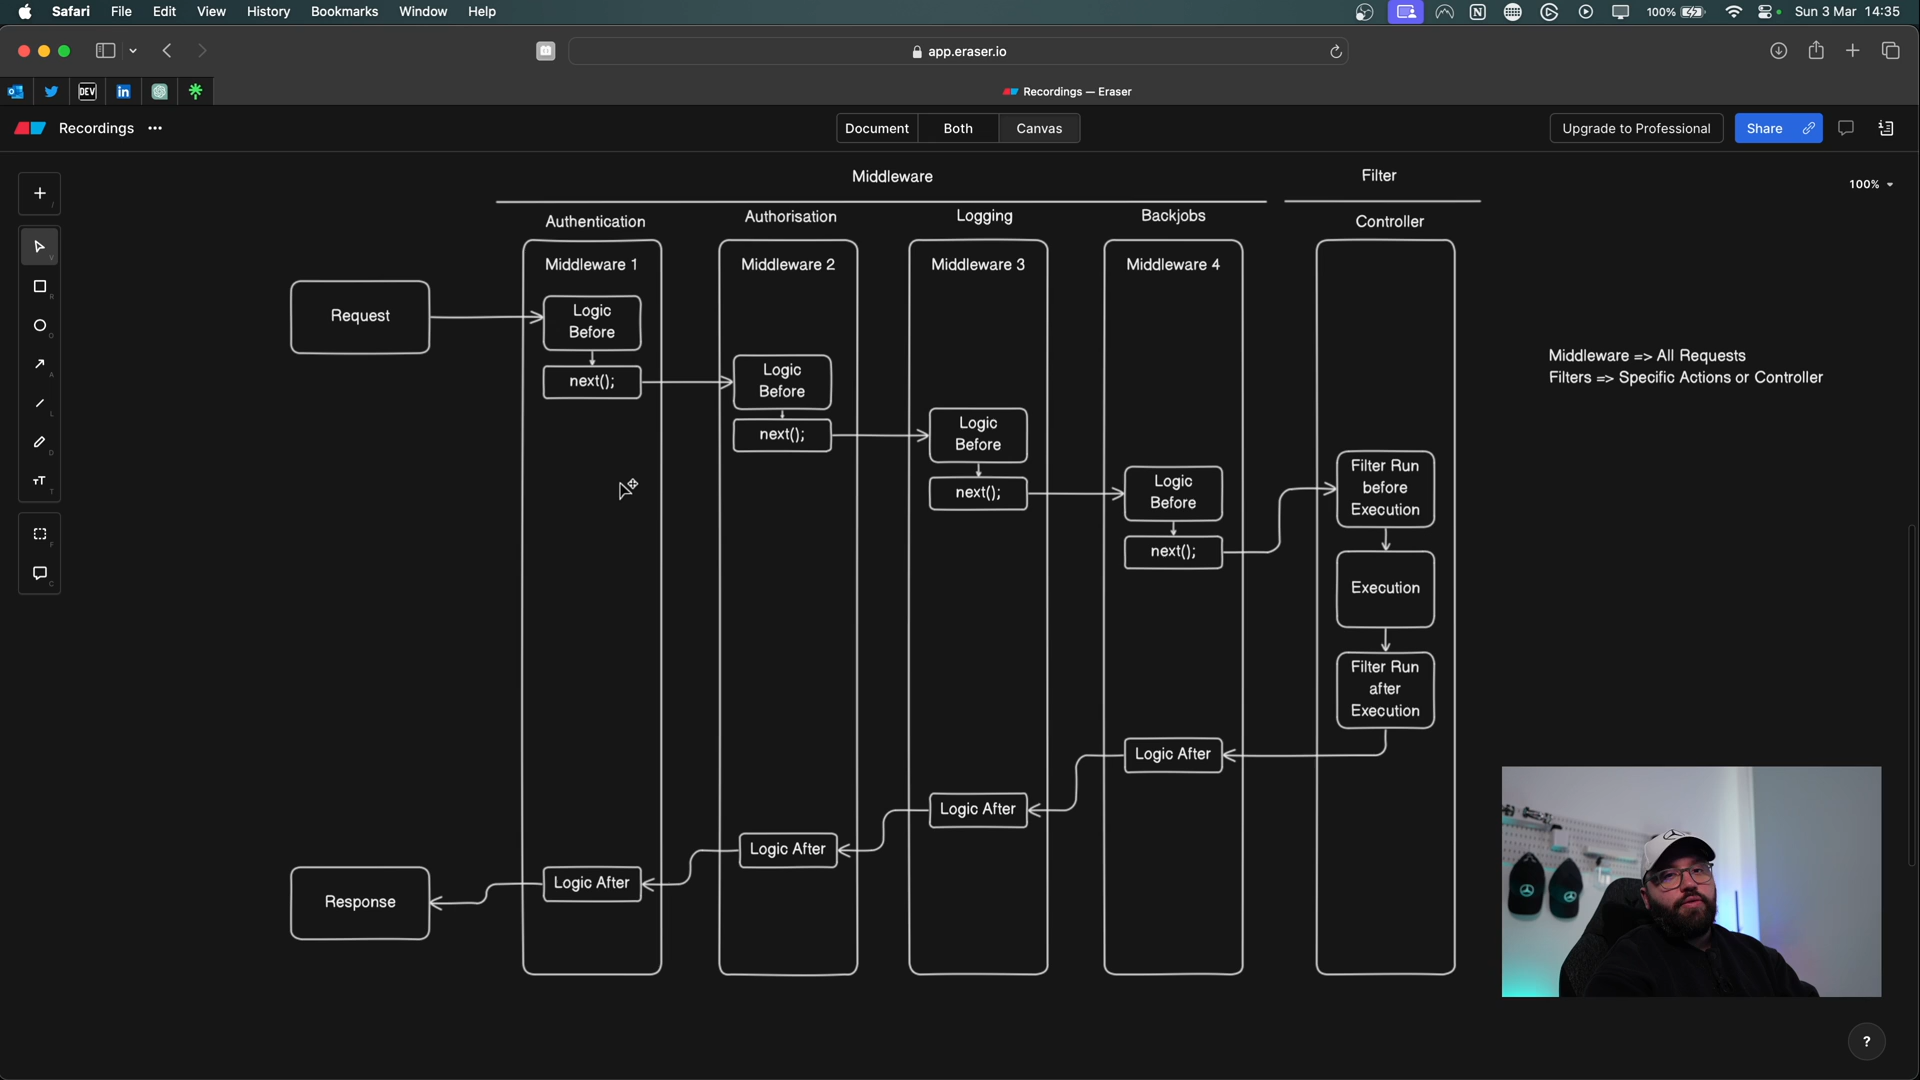 Safari File Edit View History Bookmarks Window Help
100% Sun 3 Mar 14:35
app.eraser.io
DEV
in
Recordings — Eraser
Recordings
Document Both Canvas
Upgrade to Professional
Share
100%
Middleware
Filter
Authentication
Authorisation
Logging
Backjobs
Controller
Middleware 1
Middleware 2
Middleware 3
Middleware 4
Request
Logic
Before
next();
Logic
Before
next();
Logic
Before
next();
Logic
Before
next();
Filter Run
before
Execution
Execution
Filter Run
after
Execution
Middleware => All Requests
Filters => Specific Actions or Controller
Logic After
Logic After
Logic After
Logic After
Response
?